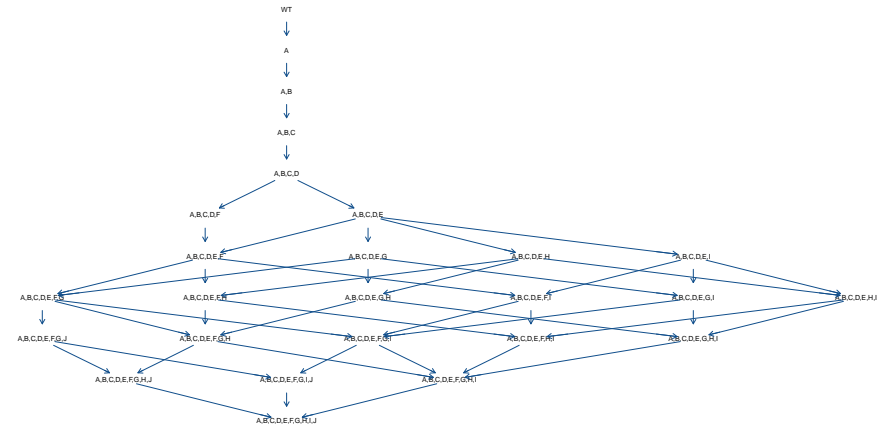 WT
A
A,B
A,B,C
A,B,C,D
A,B,C,D,F
A,B,C,D,E
A,B,C,D,E,F
A,B,C,D,E,G
A,B,C,D,E,H
A,B,C,D,E,I
A,B,C,D,E,F,G
A,B,C,D,E,F,H
A,B,C,D,E,G,H
A,B,C,D,E,F,I
A,B,C,D,E,G,I
A,B,C,D,E,H,I
A,B,C,D,E,F,G,J
A,B,C,D,E,F,G,H
A,B,C,D,E,F,G,I
A,B,C,D,E,F,H,I
A,B,C,D,E,G,H,I
A,B,C,D,E,F,G,H,J
A,B,C,D,E,F,G,I,J
A,B,C,D,E,F,G,H,I
A,B,C,D,E,F,G,H,I,J